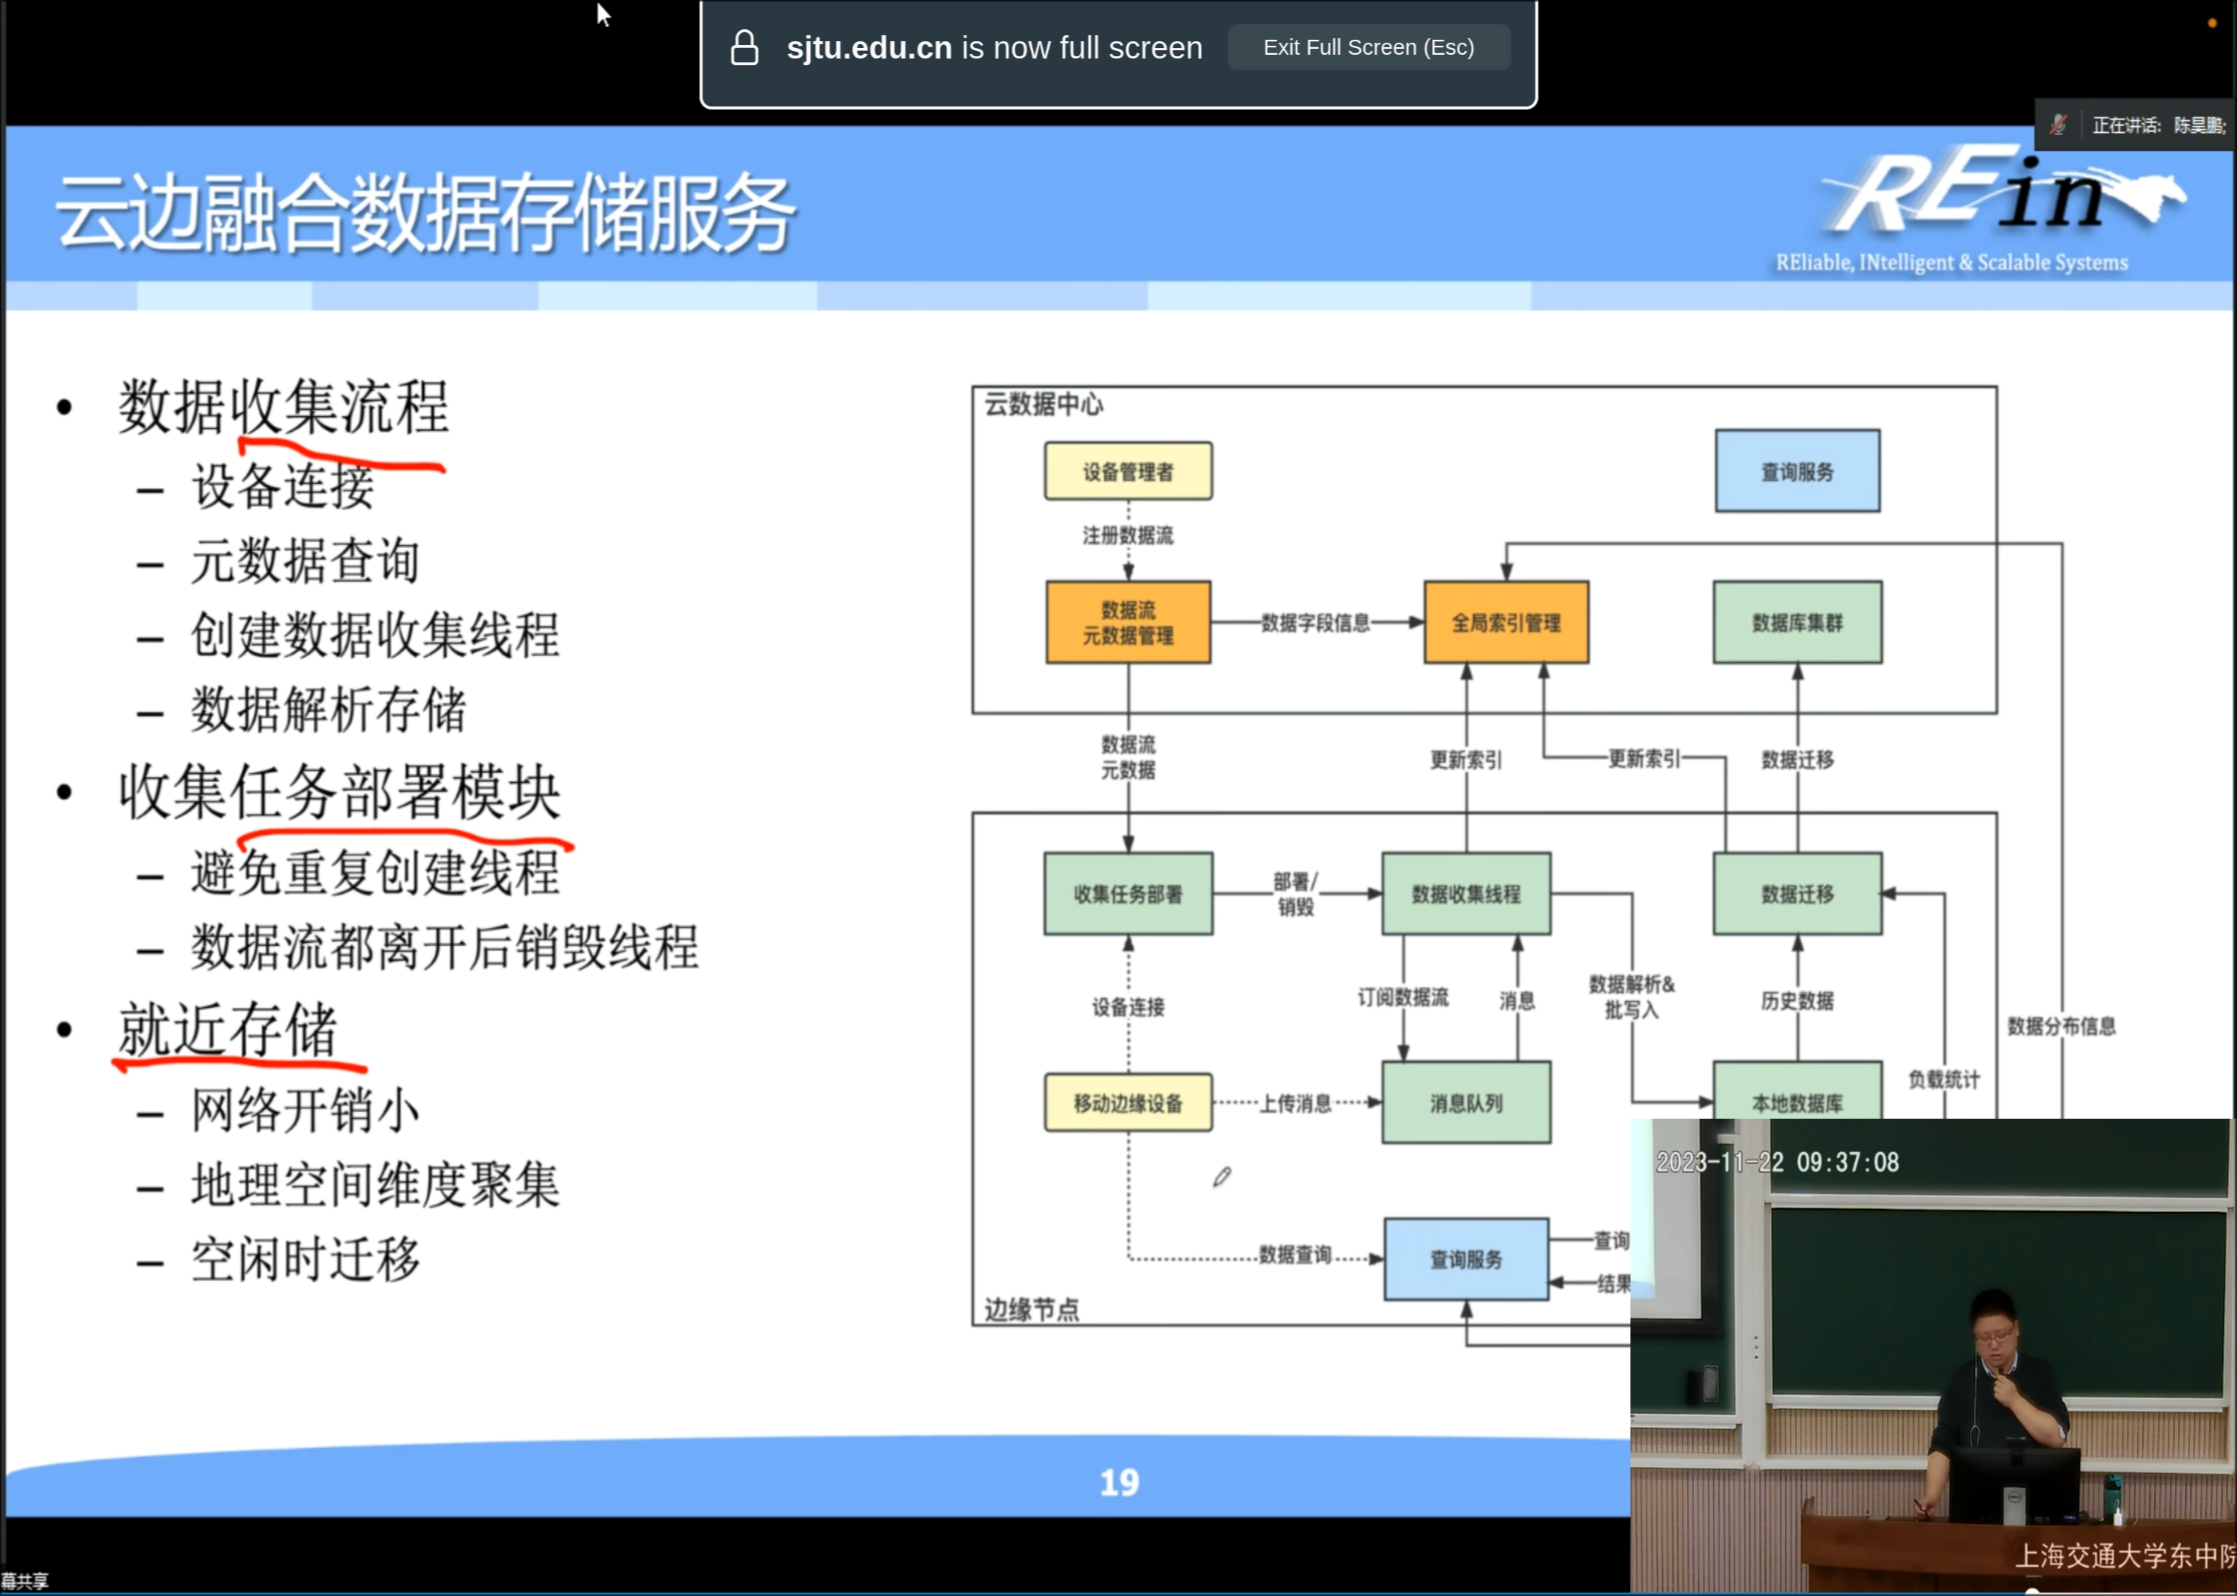 sjtu.edu.cn is now full screen
Exit Full Screen (Esc)
正在讲话: 陈昊鹏;
云边融合数据存储服务
REin
REliable, INtelligent & Scalable Systems
• 数据收集流程
– 设备连接
– 元数据查询
– 创建数据收集线程
– 数据解析存储
• 收集任务部署模块
– 避免重复创建线程
– 数据流都离开后销毁线程
• 就近存储
– 网络开销小
– 地理空间维度聚集
– 空闲时迁移
云数据中心
设备管理者
查询服务
注册数据流
数据流
元数据管理
数据字段信息
全局索引管理
数据库集群
数据流
元数据
更新索引
更新索引
数据迁移
收集任务部署
部署/
销毁
数据收集线程
数据迁移
设备连接
订阅数据流
消息
数据解析&
批写入
历史数据
数据分布信息
负载统计
移动边缘设备
上传消息
消息队列
本地数据库
数据查询
查询服务
查询
结果
边缘节点
19
2023-11-22 09:37:08
上海交通大学东中院
幕共享